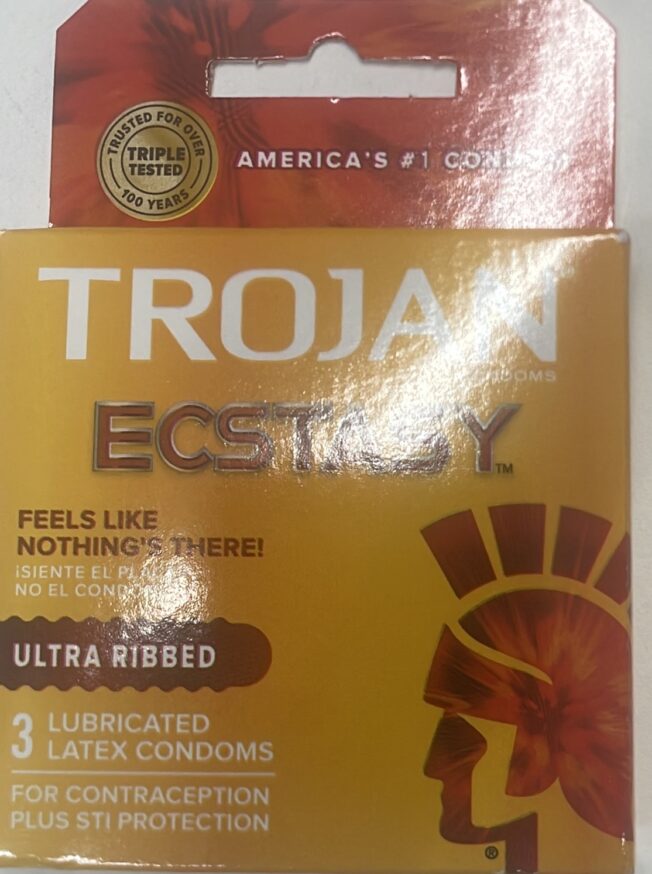 TRUSTED FOR OVER
TRIPLE
TESTED
100 YEARS
AMERICA'S #1
TROJAN
ECSTASY™
FEELS LIKE
NOTHING'S THERE!
¡SIENTE EL
NO EL
ULTRA RIBBED
3 LUBRICATED
LATEX CONDOMS
FOR CONTRACEPTION
PLUS STI PROTECTION
®